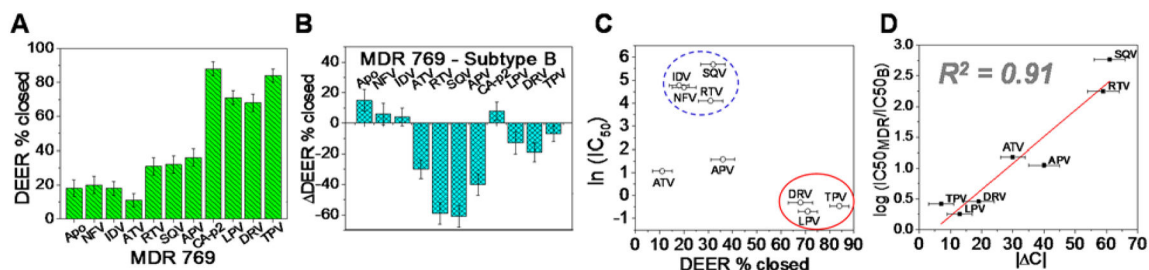 A
DEER % closed
100
80
60
40
20
0
Apo NFV IDV ATV RTV SQV APV CA-p2 LPV DRV TPV
MDR 769
B
ΔDEER % closed
MDR 769 - Subtype B
Apo NFV IDV ATV RTV SQV APV CA-p2 LPV DRV TPV
40
20
0
-20
-40
-60
C
ln (IC50)
6
5
4
3
2
1
0
-1
IDV SQV
NFV RTV
ATV APV
DRV TPV
LPV
0 10 20 30 40 50 60 70 80 90
DEER % closed
D
log (IC50MDR/IC50B)
3.0
2.5
2.0
1.5
1.0
0.5
0.0
R² = 0.91
SQV
RTV
ATV
APV
TPV DRV
LPV
0 10 20 30 40 50 60 70
|ΔC|